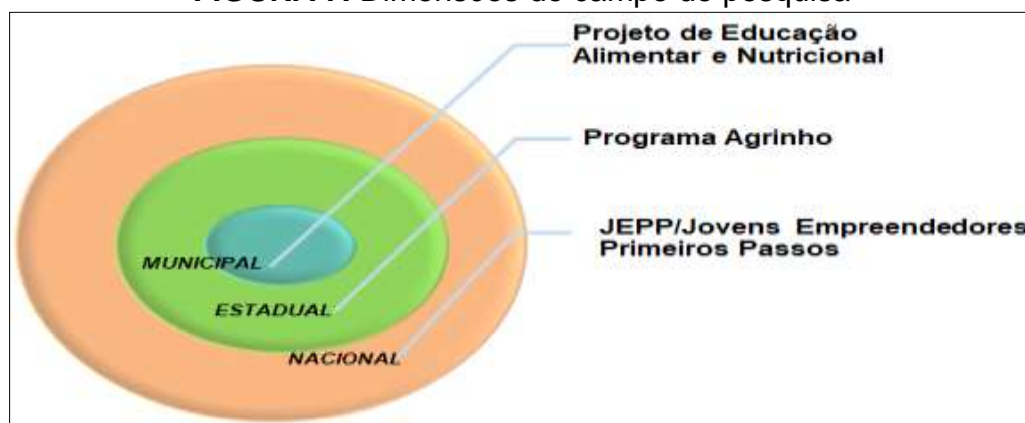 Dimensões do campo de pesquisa
Projeto de Educação
Alimentar e Nutricional
Programa Agrinho
JEPP/Jovens Empreendedores
Primeiros Passos
MUNICIPAL
ESTADUAL
NACIONAL